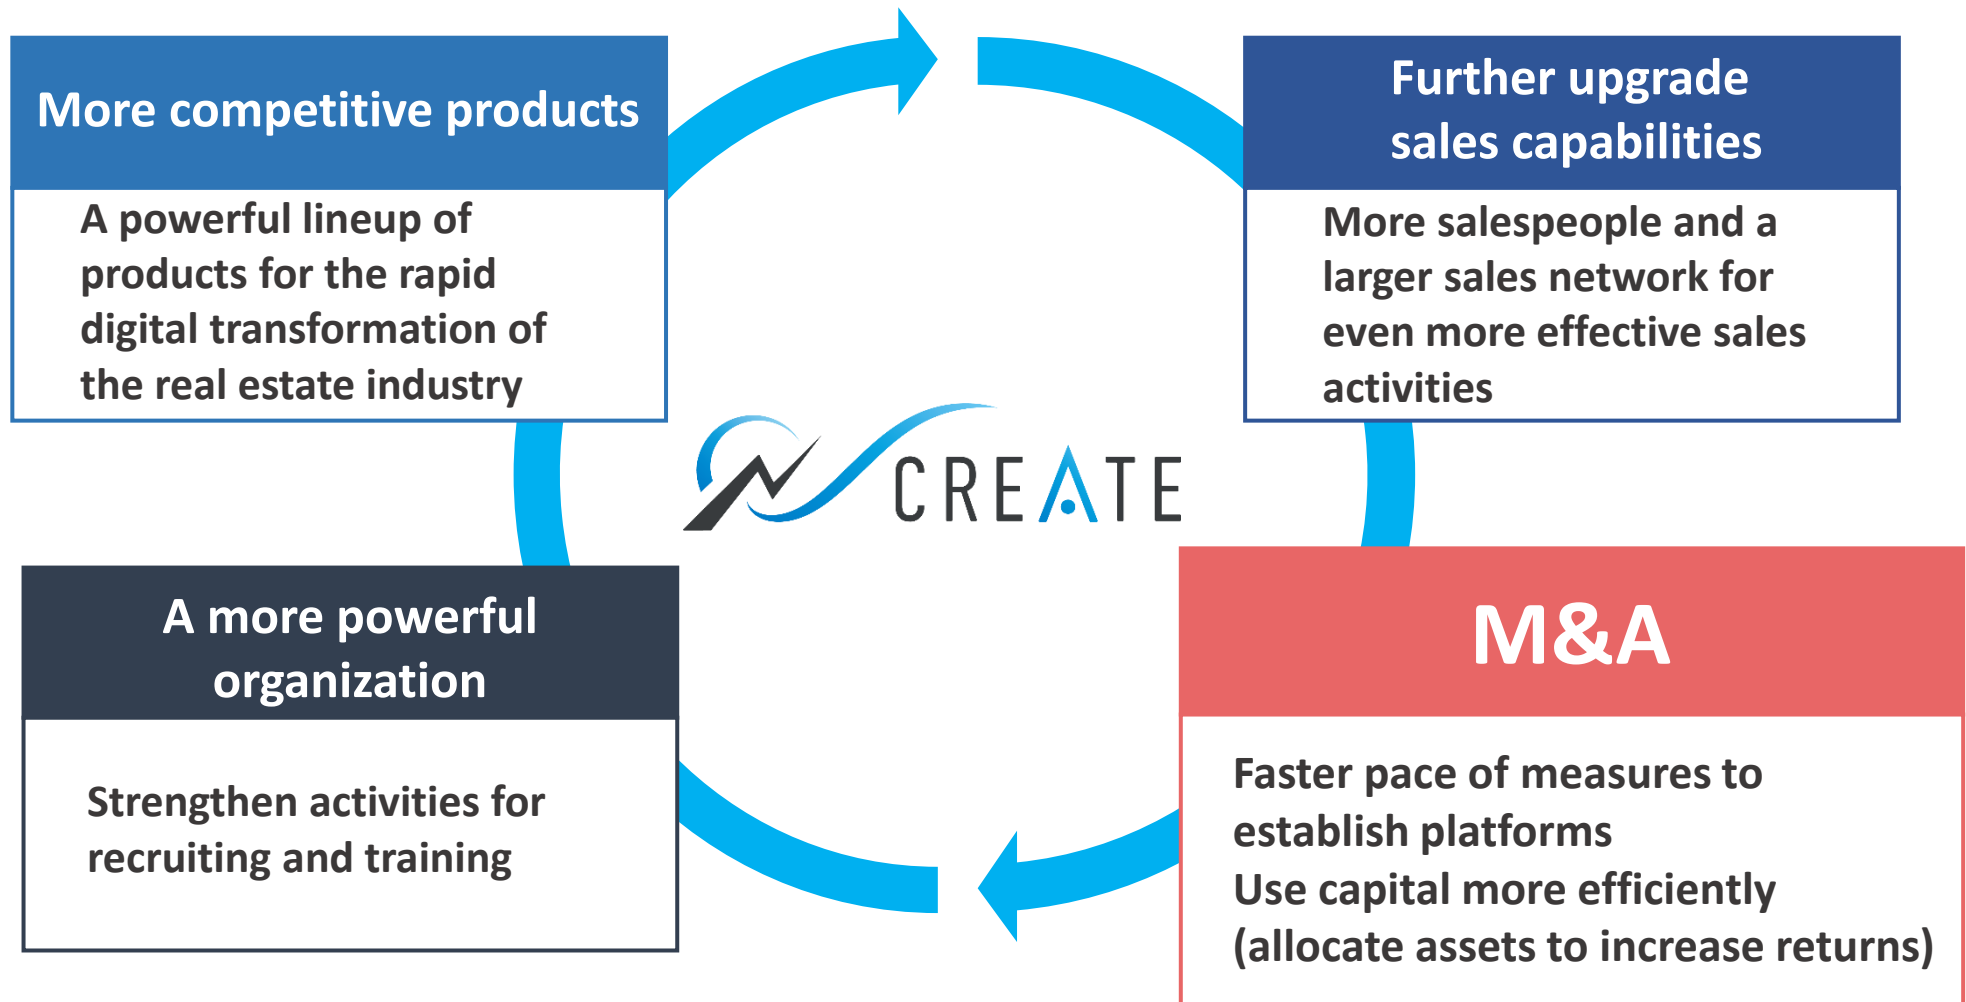 More competitive products
A powerful lineup of
products for the rapid
digital transformation of
the real estate industry
Further upgrade
sales capabilities
More salespeople and a
larger sales network for
even more effective sales
activities
CREATE
A more powerful
organization
Strengthen activities for
recruiting and training
M&A
Faster pace of measures to
establish platforms
Use capital more efficiently
(allocate assets to increase returns)